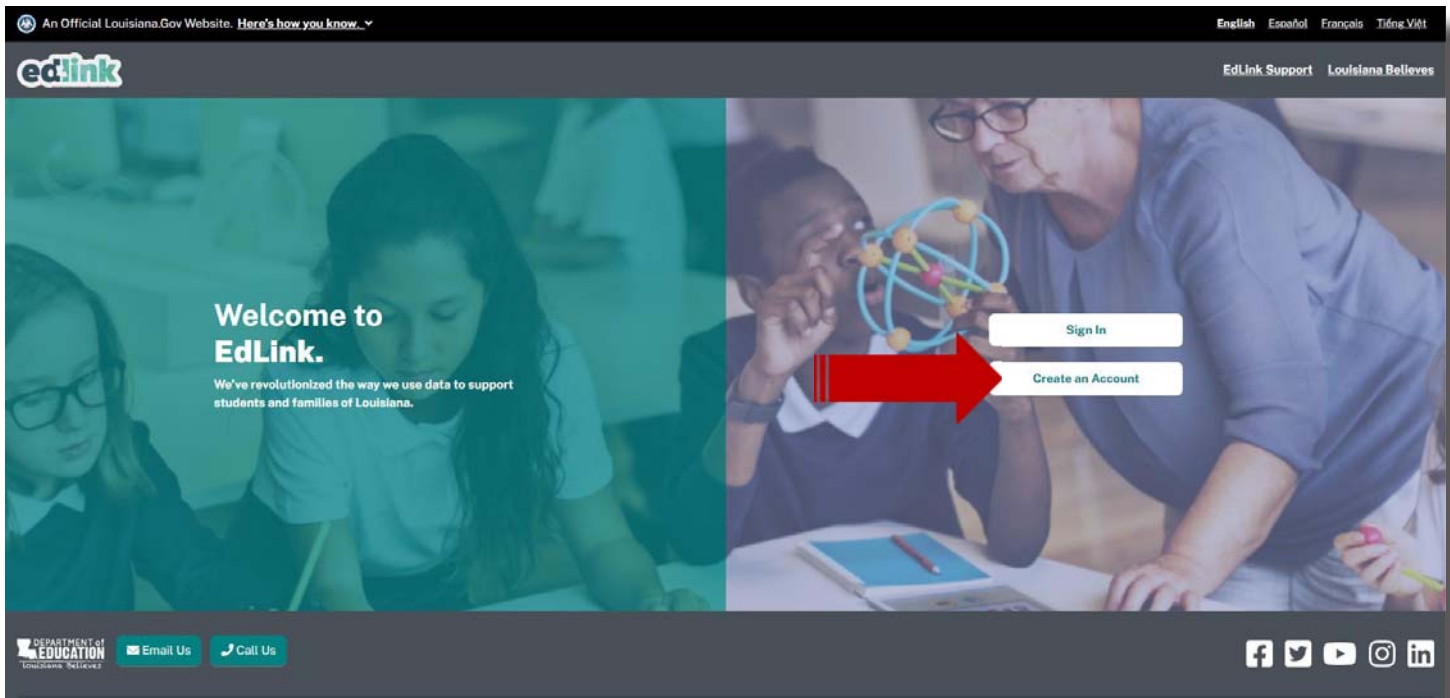 An Official Louisiana.Gov Website. Here's how you know.
English Español Français Tiếng Việt
edlink
EdLink Support Louisiana Believes
Welcome to
EdLink.
We've revolutionized the way we use data to support
students and families of Louisiana.
Sign In
Create an Account
DEPARTMENT of
EDUCATION
Louisiana Believes
Email Us
Call Us